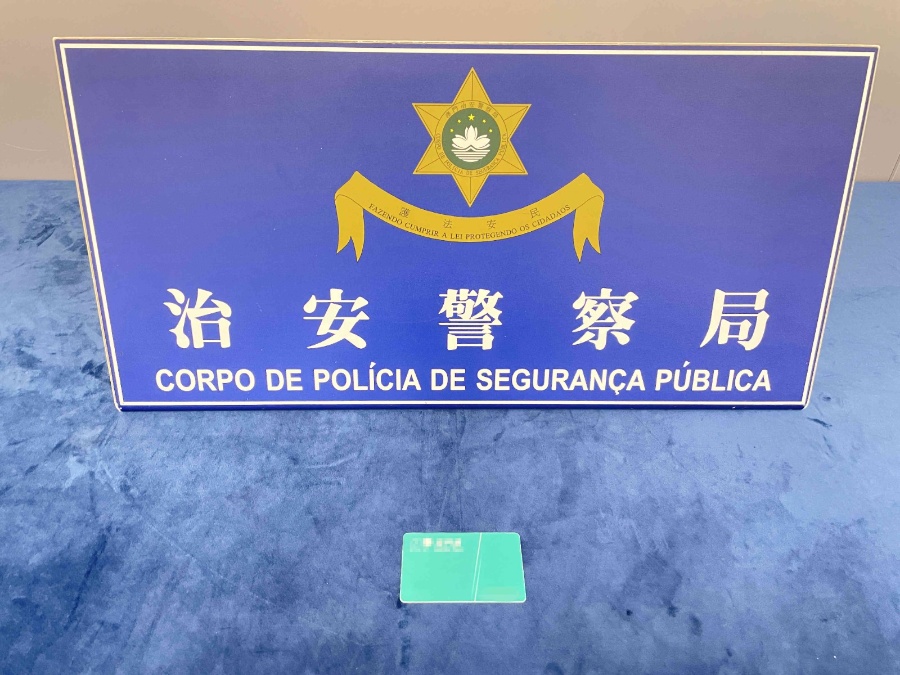 護法安民
FAZENDO CUMPRIR A LEI PROTEGENDO OS CIDADÃOS
治安警察局
CORPO DE POLÍCIA DE SEGURANÇA PÚBLICA